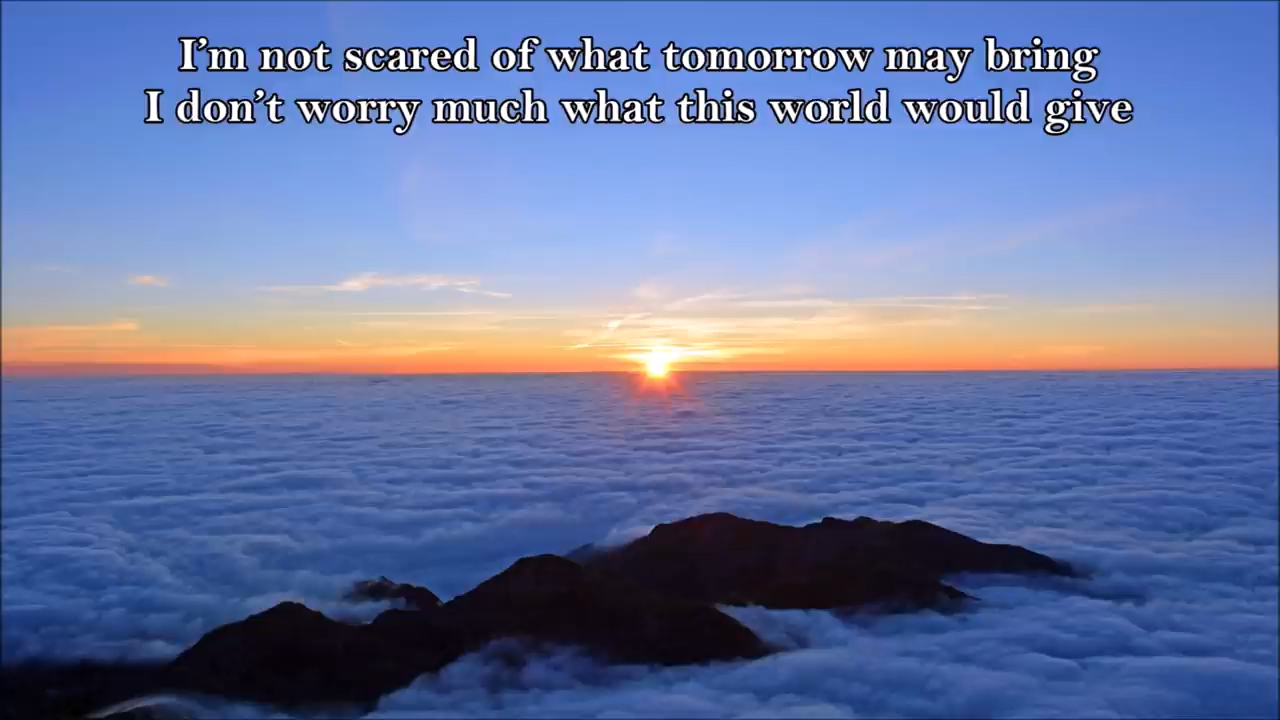 I’m not scared of what tomorrow may bring
I don’t worry much what this world would give